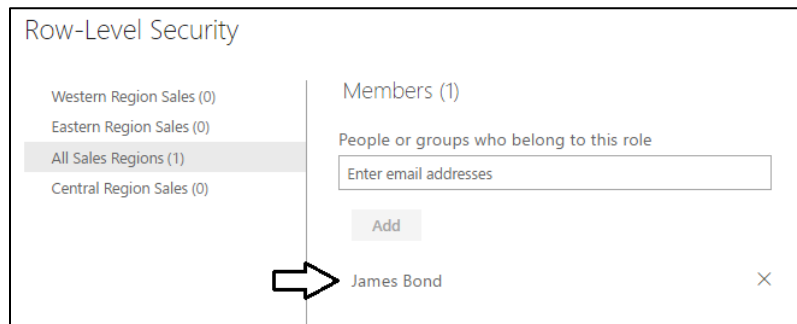 Row-Level Security
Western Region Sales (0)
Eastern Region Sales (0)
All Sales Regions (1)
Central Region Sales (0)
Members (1)
People or groups who belong to this role
Enter email addresses
Add
James Bond